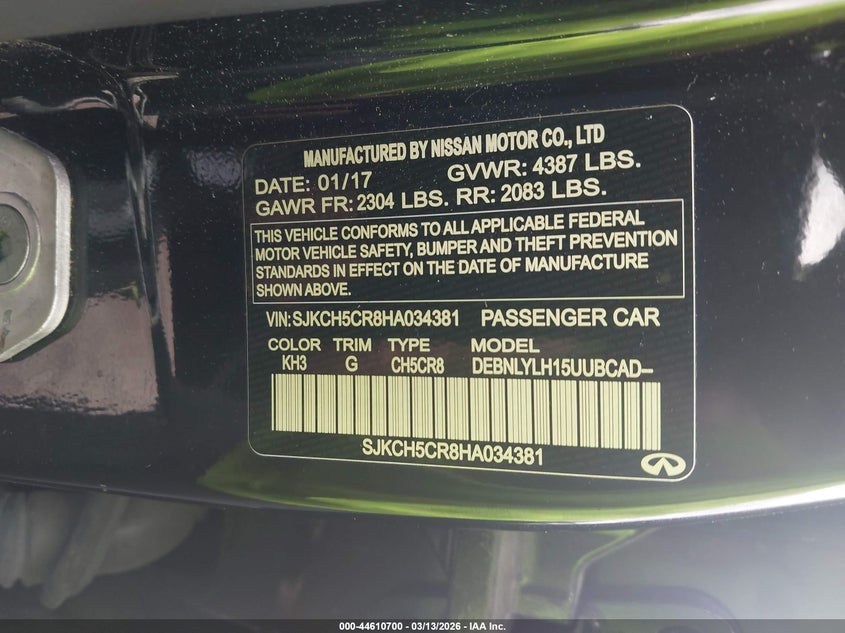 MANUFACTURED BY NISSAN MOTOR CO., LTD
DATE: 01/17 GVWR: 4387 LBS.
GAWR FR: 2304 LBS. RR: 2083 LBS.
THIS VEHICLE CONFORMS TO ALL APPLICABLE FEDERAL
MOTOR VEHICLE SAFETY, BUMPER AND THEFT PREVENTION
STANDARDS IN EFFECT ON THE DATE OF MANUFACTURE
SHOWN ABOVE.
VIN: SJKCH5CR8HA034381 PASSENGER CAR
COLOR TRIM TYPE MODEL
KH3 G CH5CR8 DEBNLYLH15UUBCAD–
SJKCH5CR8HA034381
000-44610700 - 03/13/2026 - IAA Inc.